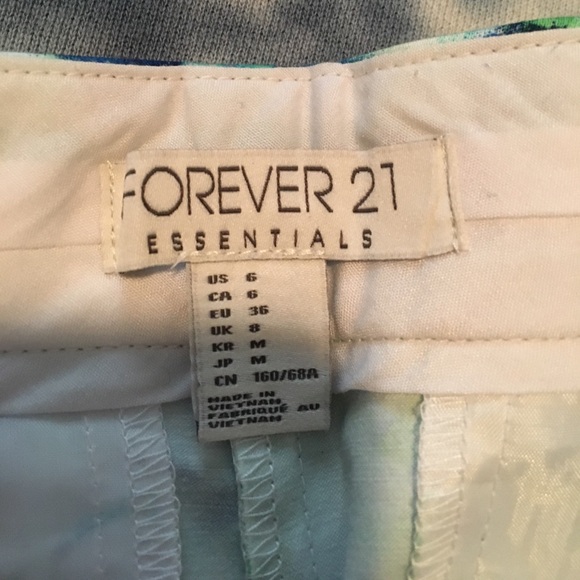 FOREVER 21
ESSENTIALS
US 6
CA 6
EU 36
UK 8
KR M
JP M
CN 160/68A
MADE IN
VIETNAM
FABRIQUÉ AU
VIETNAM